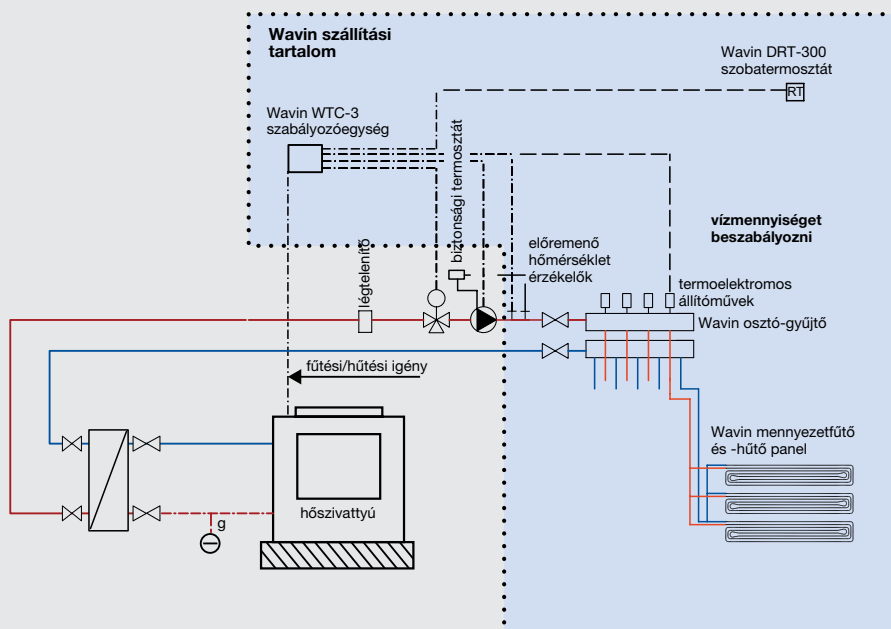 Wavin szállítási
tartalom
Wavin DRT-300
szobatermosztát
RT
Wavin WTC-3
szabályozóegység
biztonsági termosztát
vízmennyiséget
beszabályozni
előremenő
hőmérséklet
érzékelők
légtelenítő
termoelektromos
állítóművek
Wavin osztó-gyűjtő
fűtési/hűtési igény
Wavin mennyezetfűtő
és -hűtő panel
hőszivattyú
g